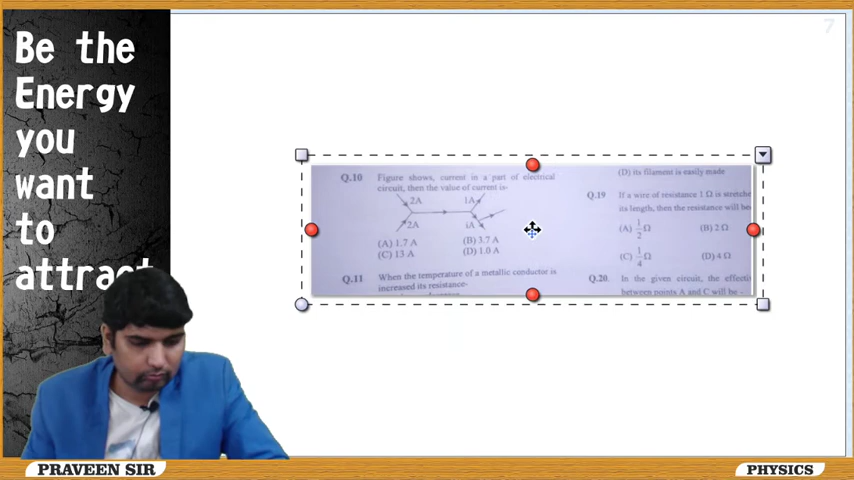 Be the
Energy
you
want
to
attract
7
Q.10 Figure shows, current in a part of electrical
circuit, then the value of current is-
2A 1A
2A iA
(A) 1.7 A (B) 3.7 A
(C) 13 A (D) 1.0 A
Q.11 When the temperature of a metallic conductor is
increased its resistance-
(D) its filament is easily made
Q.19 If a wire of resistance 1 Ω is stretche
its length, then the resistance will be
(A) 1/2 Ω (B) 2 Ω
(C) 1/4 Ω (D) 4 Ω
Q.20. In the given circuit, the effecti
between points A and C will be -
PRAVEEN SIR
PHYSICS